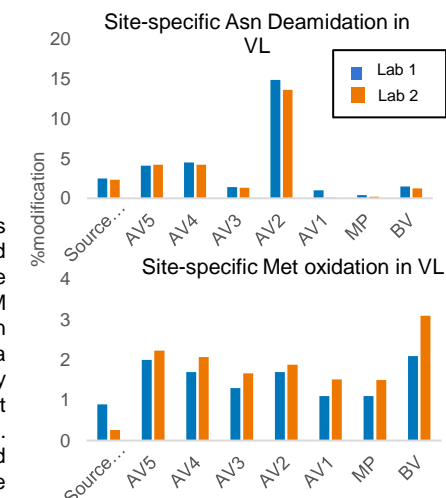 Site-specific Asn Deamidation in
VL
20
15
10
5
0
%modification
Lab 1
Lab 2
Source…
AV5
AV4
AV3
AV2
AV1
MP
BV
s
d
e
M
n
a
y
t
.
d
e
Site-specific Met oxidation in VL
4
3
2
1
0
Source…
AV5
AV4
AV3
AV2
AV1
MP
BV